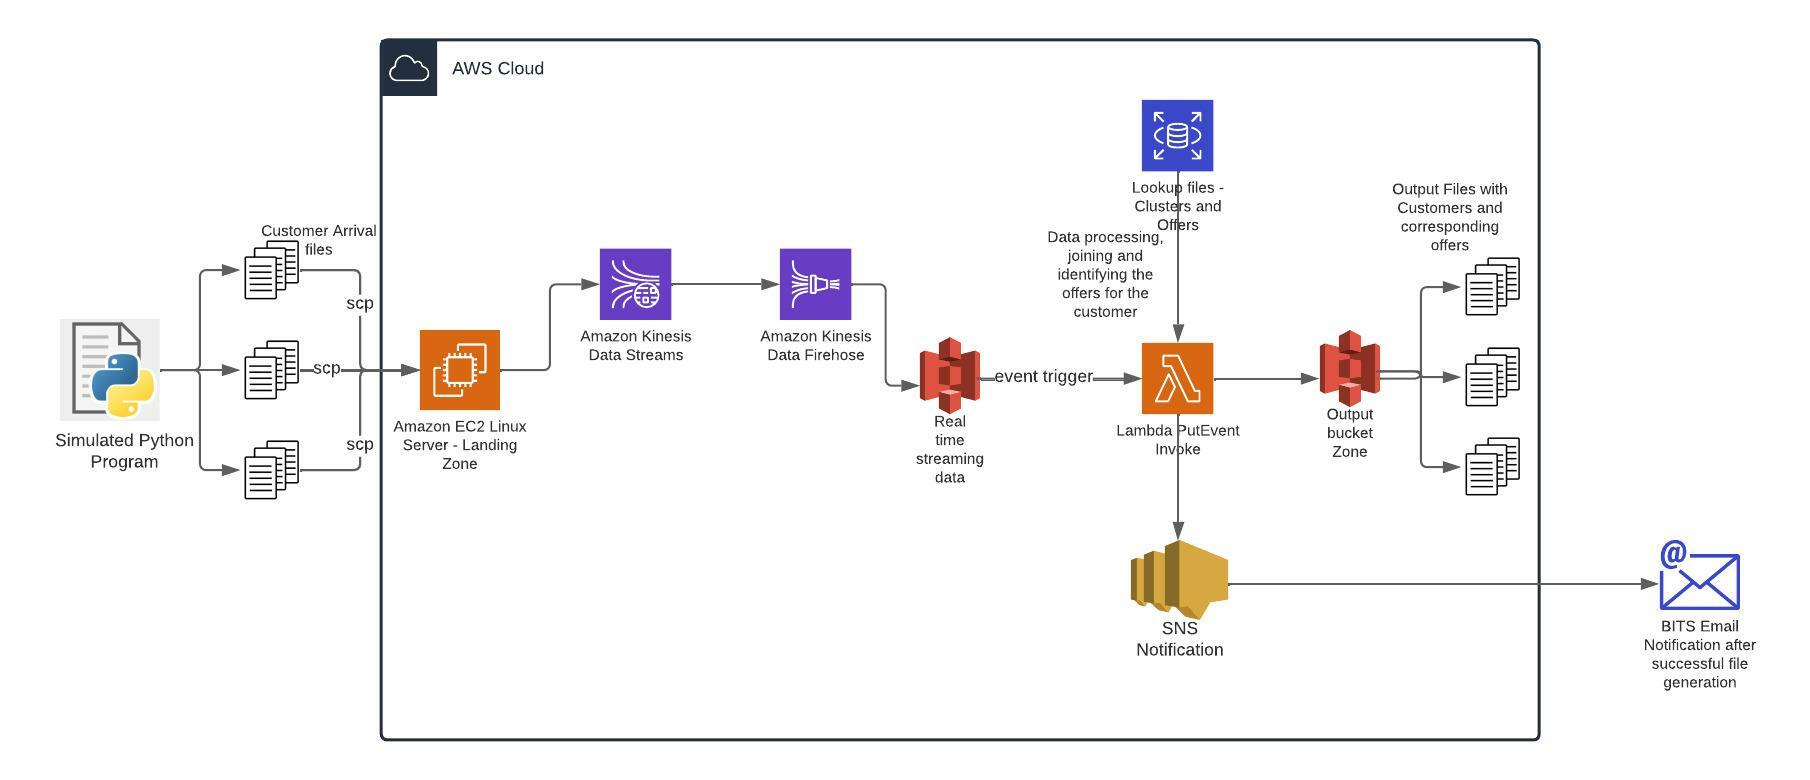 AWS Cloud
Lookup files -
Clusters and
Offers
Output Files with
Customers and
corresponding
offers
Customer Arrival
files
Data processing,
joining and
identifying the
offers for the
customer
scp
scp
scp
Amazon Kinesis
Data Streams
Amazon Kinesis
Data Firehose
event trigger
Simulated Python
Program
Amazon EC2 Linux
Server - Landing
Zone
Real
time
streaming
data
Lambda PutEvent
Invoke
Output
bucket
Zone
@
SNS
Notification
BITS Email
Notification after
successful file
generation